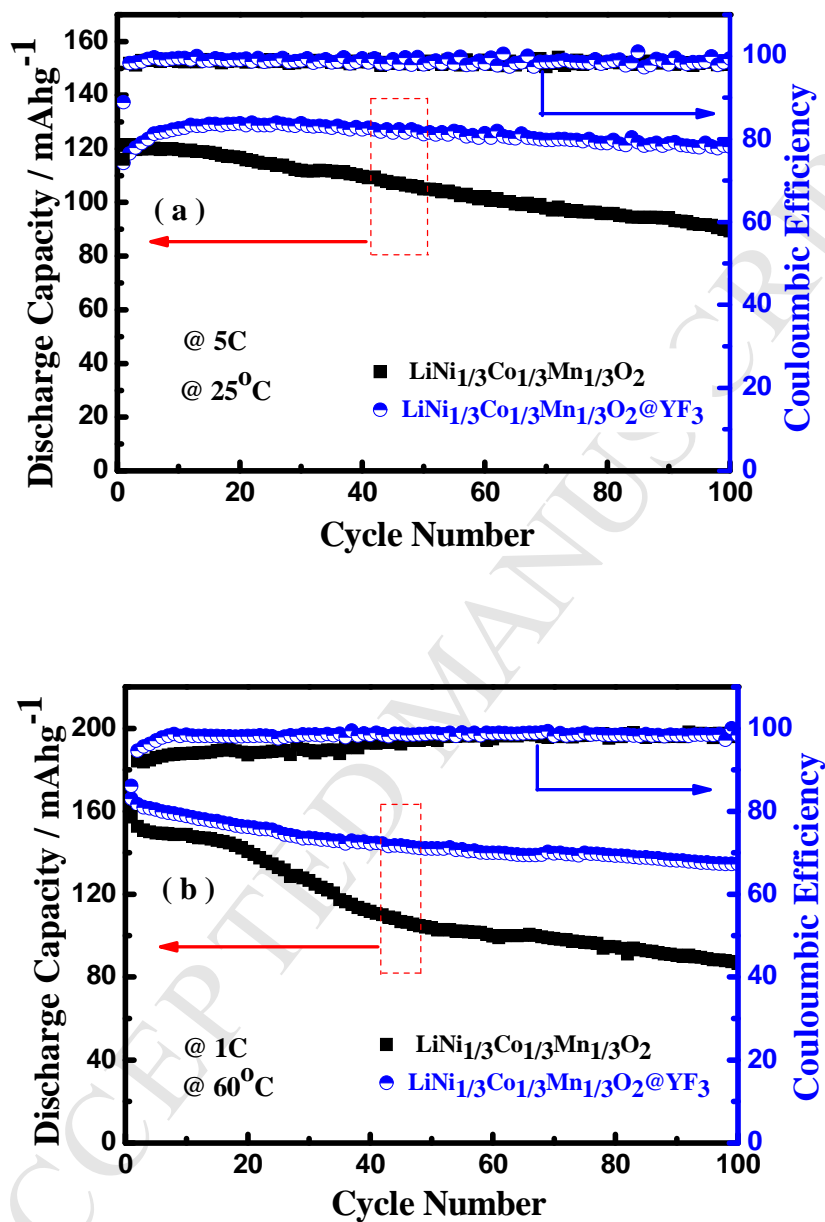 160
140
120
100
80
60
40
20
0
Discharge Capacity / mAhg-1
100
80
60
40
20
0
Couloumbic Efficiency
( a )
@ 5C
@ 25oC
LiNi1/3Co1/3Mn1/3O2
LiNi1/3Co1/3Mn1/3O2@YF3
0 20 40 60 80 100
Cycle Number
200
160
120
80
40
0
Discharge Capacity / mAhg-1
100
80
60
40
20
0
Couloumbic Efficiency
( b )
@ 1C
@ 60oC
LiNi1/3Co1/3Mn1/3O2
LiNi1/3Co1/3Mn1/3O2@YF3
0 20 40 60 80 100
Cycle Number
CCEPTED MANUSCRIP